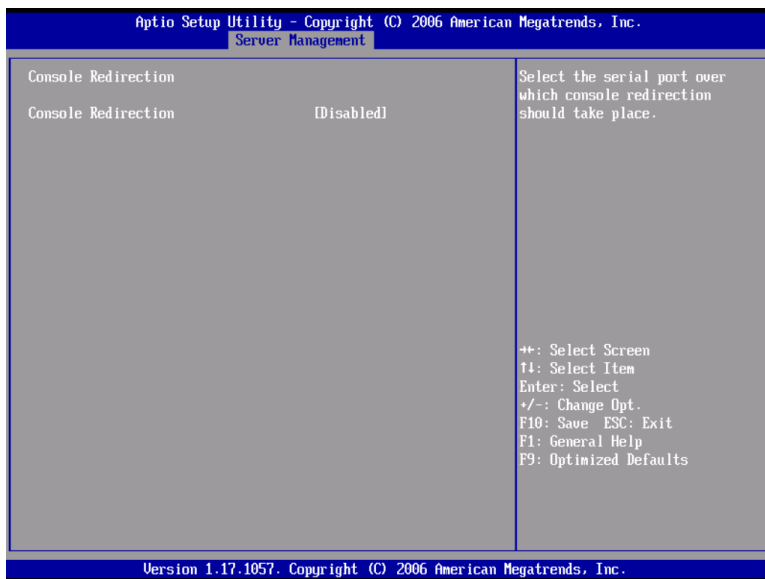 Aptio Setup Utility - Copyright (C) 2006 American Megatrends, Inc.
Server Management
Console Redirection
Console Redirection [Disabled]
Select the serial port over
which console redirection
should take place.
→←: Select Screen
↑↓: Select Item
Enter: Select
+/-: Change Opt.
F10: Save ESC: Exit
F1: General Help
F9: Optimized Defaults
Version 1.17.1057. Copyright (C) 2006 American Megatrends, Inc.